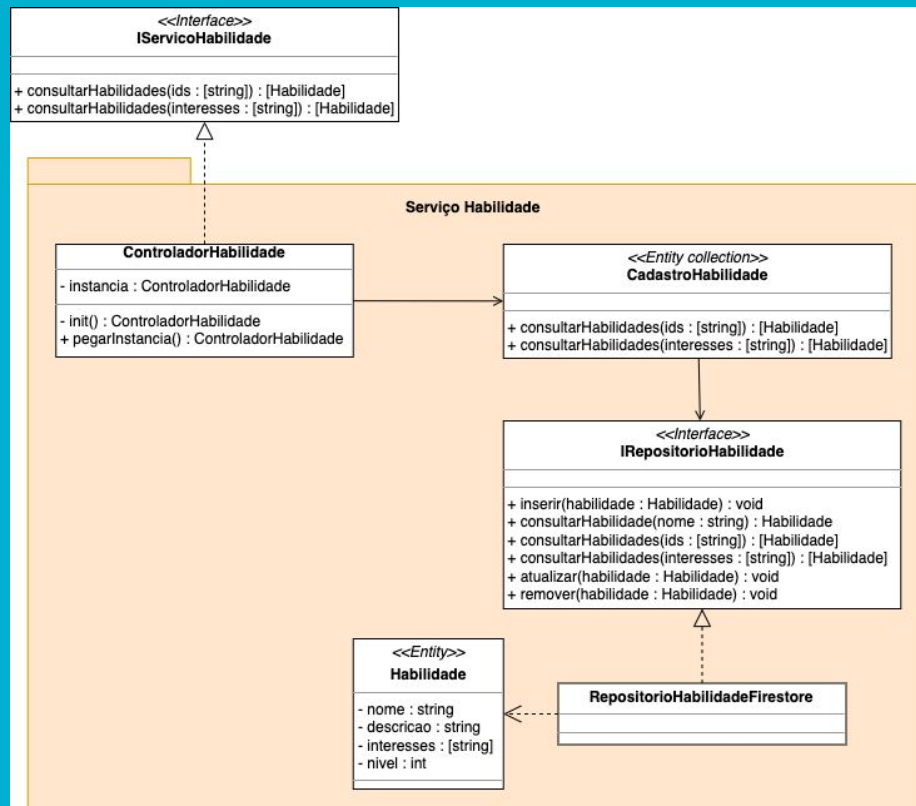 <<Interface>>
IServicoHabilidade
+ consultarHabilidades(ids : [string]) : [Habilidade]
+ consultarHabilidades(interesses : [string]) : [Habilidade]
Serviço Habilidade
ControladorHabilidade
- instancia : ControladorHabilidade
- init() : ControladorHabilidade
+ pegarInstancia() : ControladorHabilidade
<<Entity collection>>
CadastroHabilidade
+ consultarHabilidades(ids : [string]) : [Habilidade]
+ consultarHabilidades(interesses : [string]) : [Habilidade]
<<Interface>>
IRepositorioHabilidade
+ inserir(habilidade : Habilidade) : void
+ consultarHabilidade(nome : string) : Habilidade
+ consultarHabilidades(ids : [string]) : [Habilidade]
+ consultarHabilidades(interesses : [string]) : [Habilidade]
+ atualizar(habilidade : Habilidade) : void
+ remover(habilidade : Habilidade) : void
<<Entity>>
Habilidade
- nome : string
- descricao : string
- interesses : [string]
- nivel : int
RepositorioHabilidadeFirestore